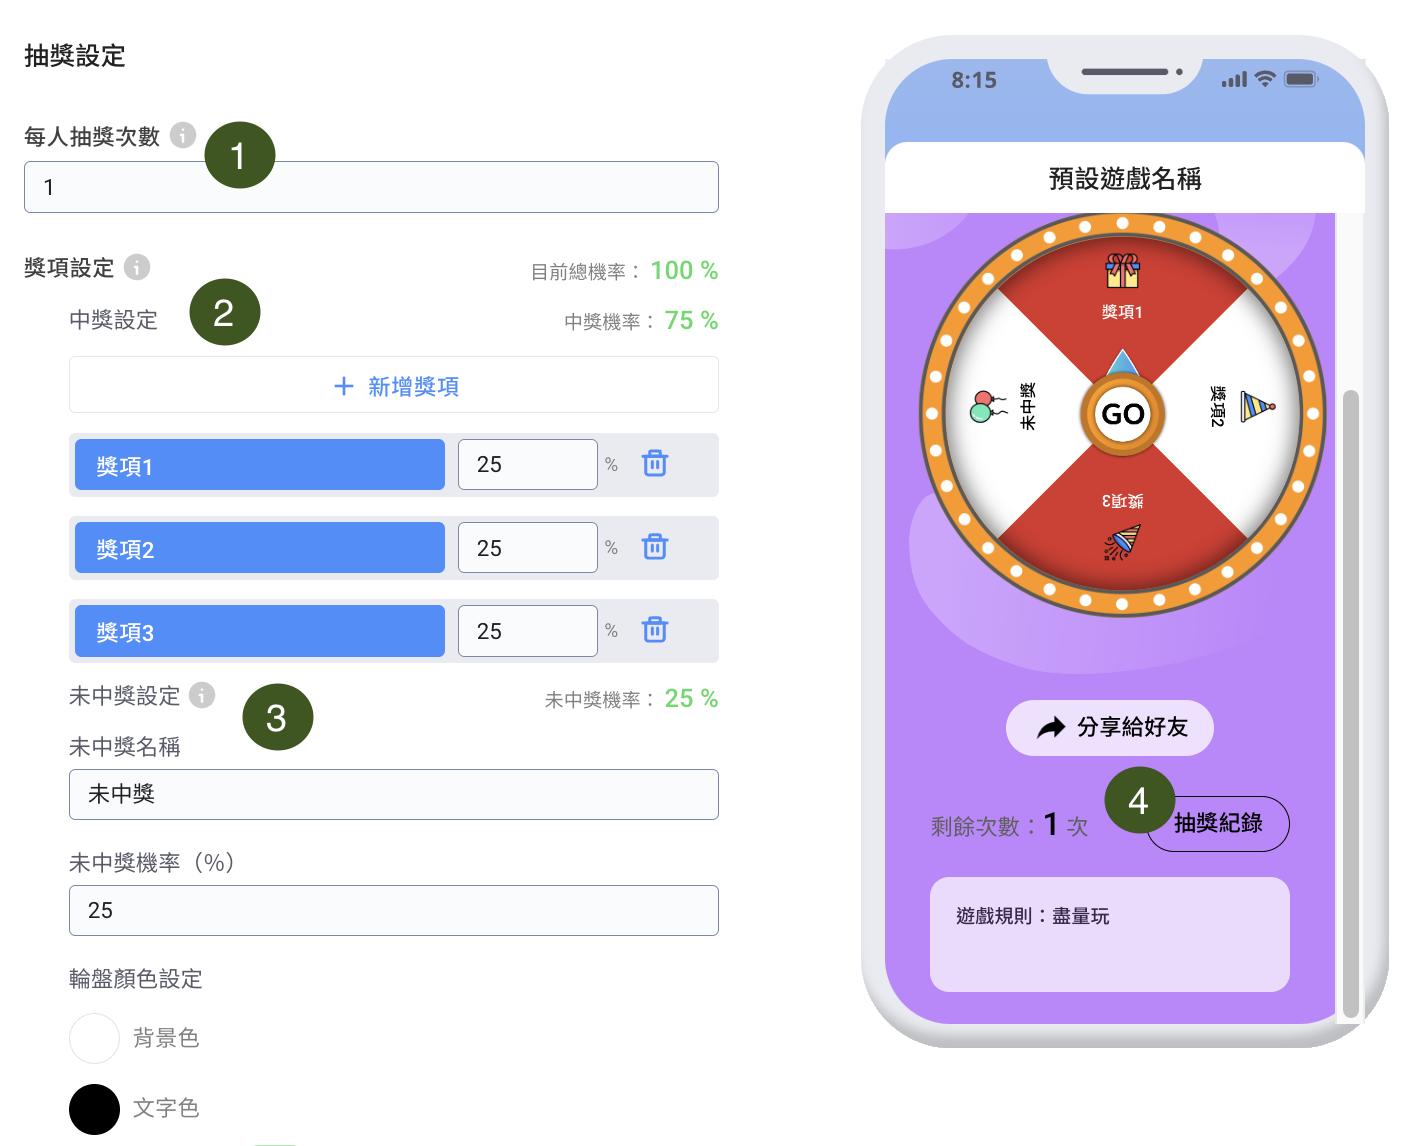 抽獎設定
每人抽獎次數
1
1
獎項設定
目前總機率： 100 %
中獎設定
2
中獎機率： 75 %
+ 新增獎項
獎項1
25
%
獎項2
25
%
獎項3
25
%
未中獎設定
3
未中獎機率： 25 %
未中獎名稱
未中獎
未中獎機率（%）
25
輪盤顏色設定
背景色
文字色
8:15
預設遊戲名稱
獎項1
未中獎
GO
獎項2
獎項3
分享給好友
4
剩餘次數：1 次
抽獎紀錄
遊戲規則：盡量玩